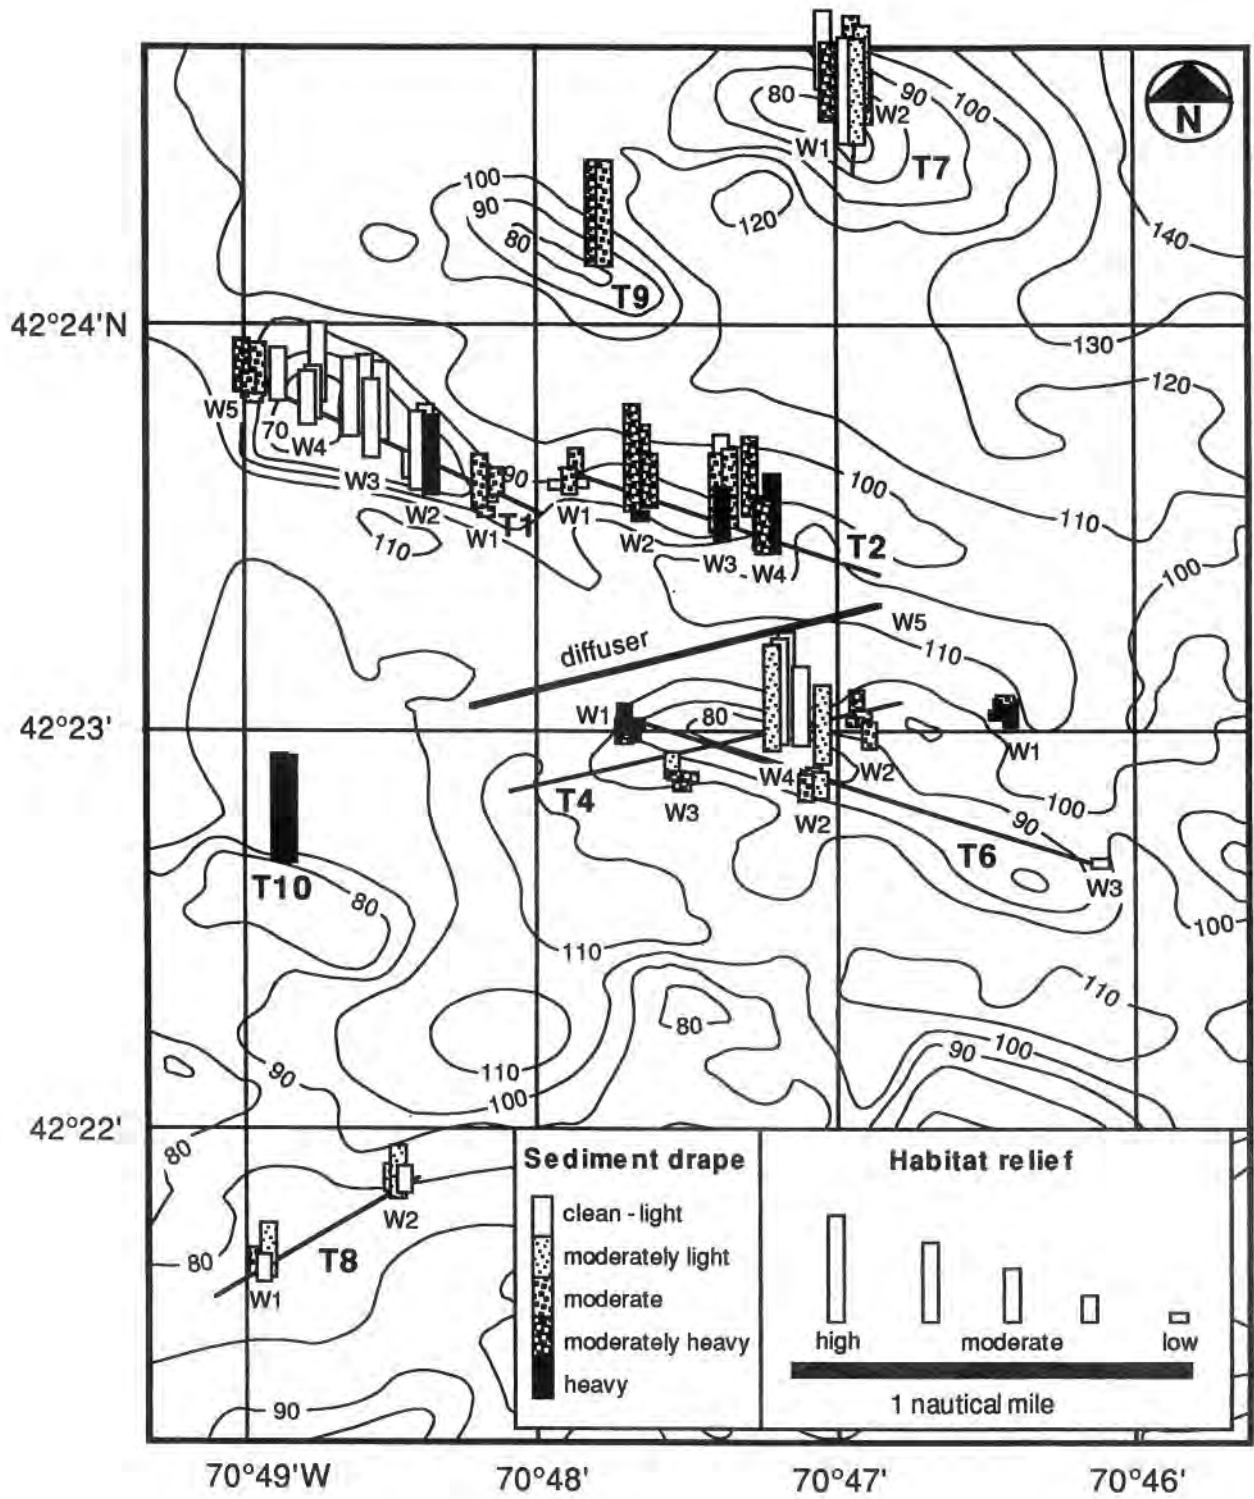 80
90
100
W2
N
W1
T7
100
90
120
140
80
T9
42°24'N
130
120
W5
70
W4
90
100
W3
W1
110
W2
T1
110
W1
W2
T2
W3
W4
100
W5
diffuser
110
W1
80
42°23'
W1
W4
W2
T4
100
W3
W2
90
T6
W3
T10
80
100
110
110
80
110
100
90
90
100
42°22'
80
W2
80
T8
W1
90
Sediment drape
clean - light
moderately light
moderate
moderately heavy
heavy
Habitat relief
high
moderate
low
1 nautical mile
70°49'W
70°48'
70°47'
70°46'